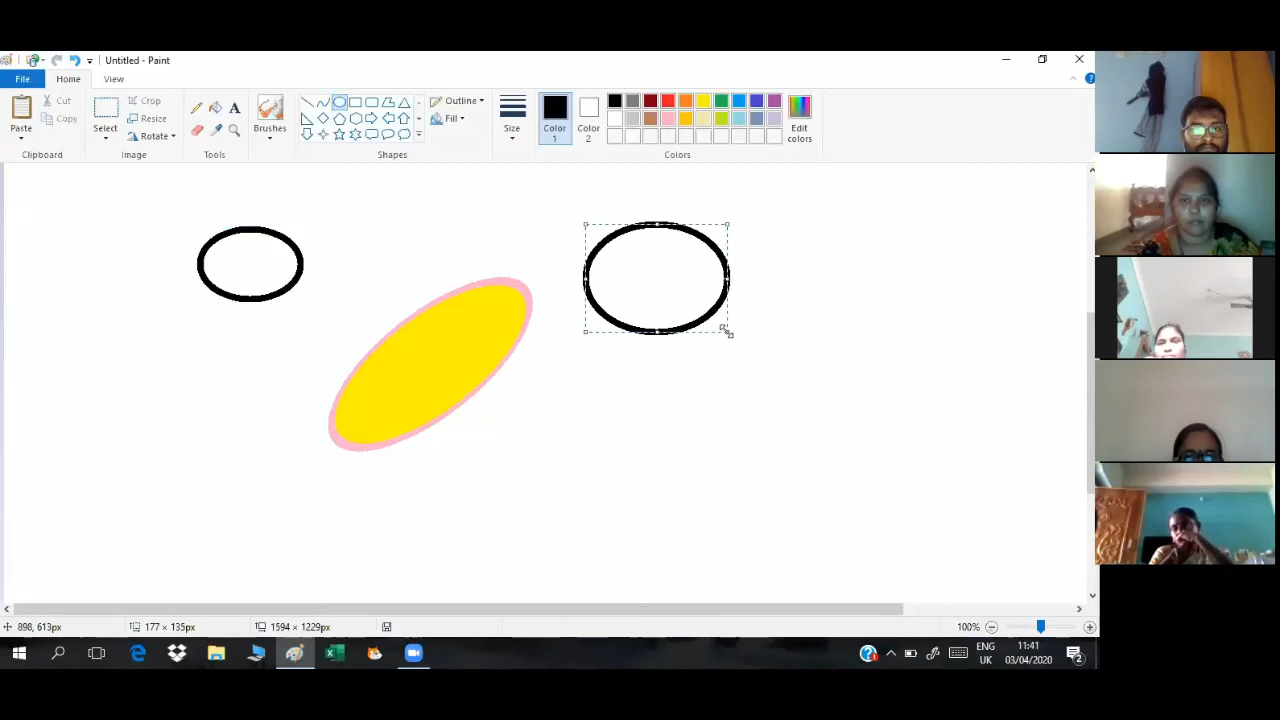 Untitled - Paint
File
Home
View
Paste
Cut
Copy
Clipboard
Select
Crop
Resize
Rotate
Image
A
Tools
Brushes
Outline
Fill
Shapes
Size
Color 1
Color 2
Edit colors
Colors
898, 613px
177 × 135px
1594 × 1229px
100%
ENG
UK
11:41
03/04/2020
2